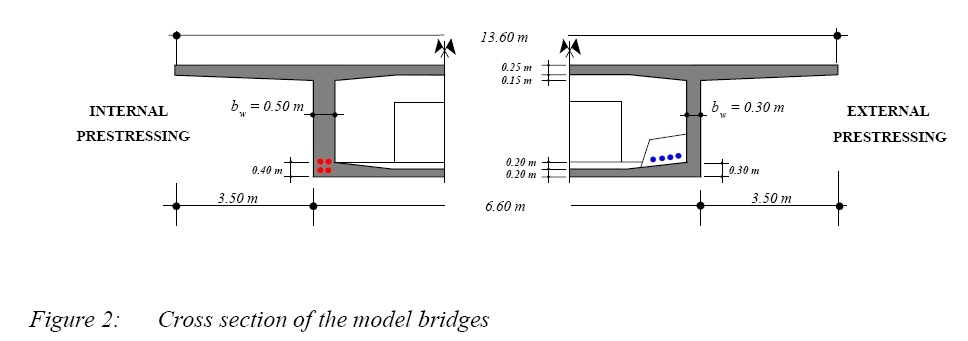 13.60 m
0.25 m
0.15 m
INTERNAL
PRESTRESSING
b_w = 0.50 m
b_w = 0.30 m
EXTERNAL
PRESTRESSING
0.40 m
0.20 m
0.20 m
0.30 m
3.50 m
6.60 m
3.50 m
Figure 2: Cross section of the model bridges